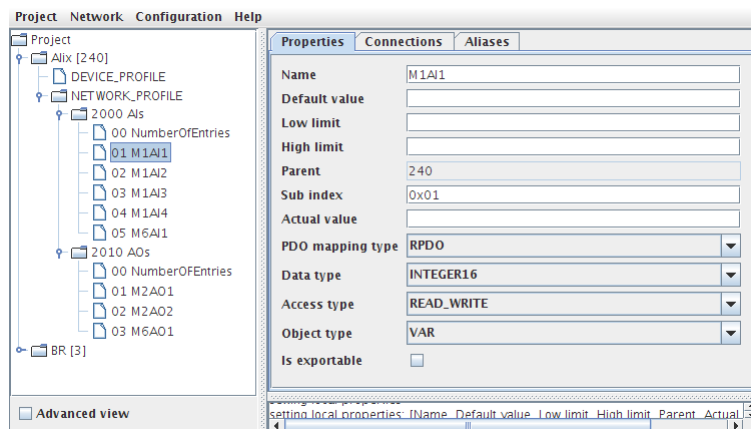 Project Network Configuration Help
Project
Alix [240]
DEVICE_PROFILE
NETWORK_PROFILE
2000 AIs
00 NumberOfEntries
01 M1AI1
02 M1AI2
03 M1AI3
04 M1AI4
05 M6AI1
2010 AOs
00 NumberOfEntries
01 M2AO1
02 M2AO2
03 M6AO1
BR [3]
Advanced view
Properties Connections Aliases
Name M1AI1
Default value
Low limit
High limit
Parent 240
Sub index 0x01
Actual value
PDO mapping type RPDO
Data type INTEGER16
Access type READ_WRITE
Object type VAR
Is exportable
setting local properties
setting local properties: [Name, Default value, Low limit, High limit, Parent, Actual